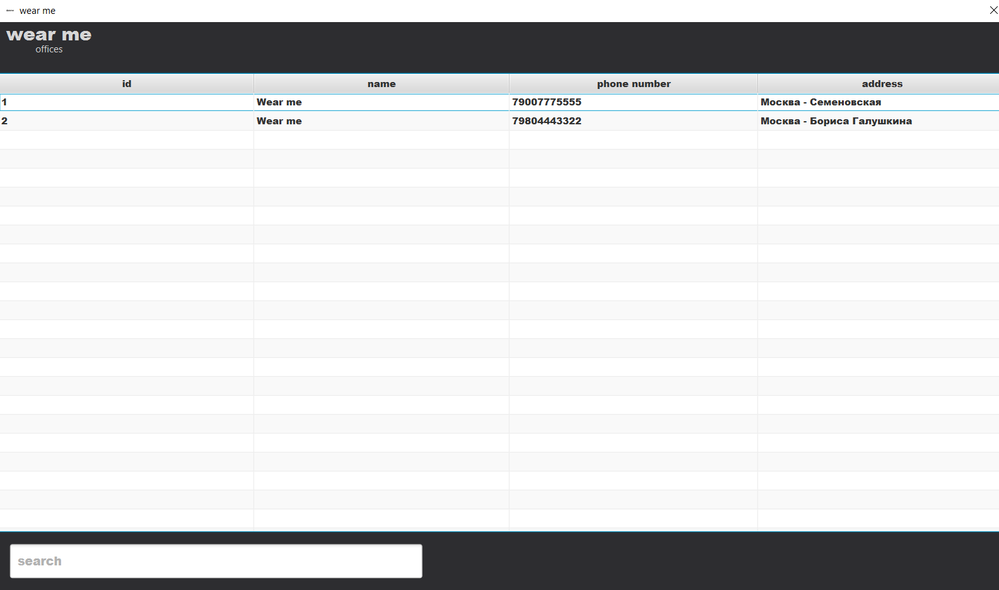 wear me
wear me
offices
id name phone number address
1 Wear me 79007775555 Москва - Семеновская
2 Wear me 79804443322 Москва - Бориса Галушкина
search